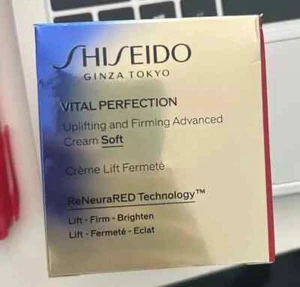 SHISEIDO
GINZA TOKYO
VITAL PERFECTION
Uplifting and Firming Advanced
Cream Soft
Crème Lift Fermeté
ReNeuraRED Technology™
Lift - Firm - Brighten
Lift - Fermeté - Eclat